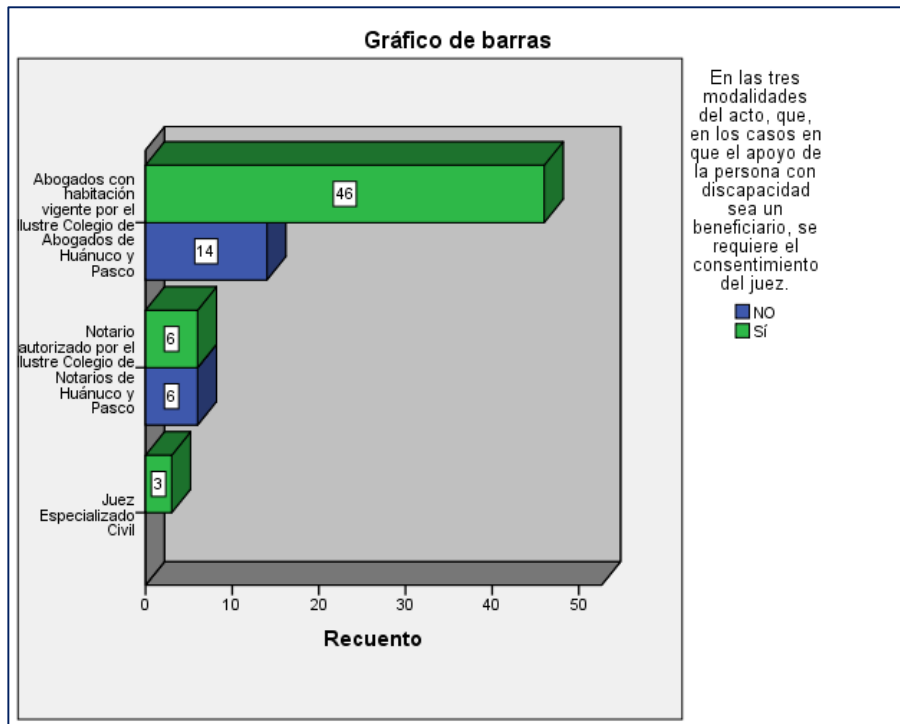 Gráfico de barras
Abogados con
habitación
vigente por el
Ilustre Colegio de
Abogados de
Huánuco y
Pasco
46
14
Notario
autorizado por el
Ilustre Colegio de
Notarios de
Huánuco y
Pasco
6
6
Juez
Especializado
Civil
3
0
10
20
30
40
50
Recuento
En las tres
modalidades
del acto, que,
en los casos en
que el apoyo de
la persona con
discapacidad
sea un
beneficiario, se
requiere el
consentimiento
del juez.
NO
Sí